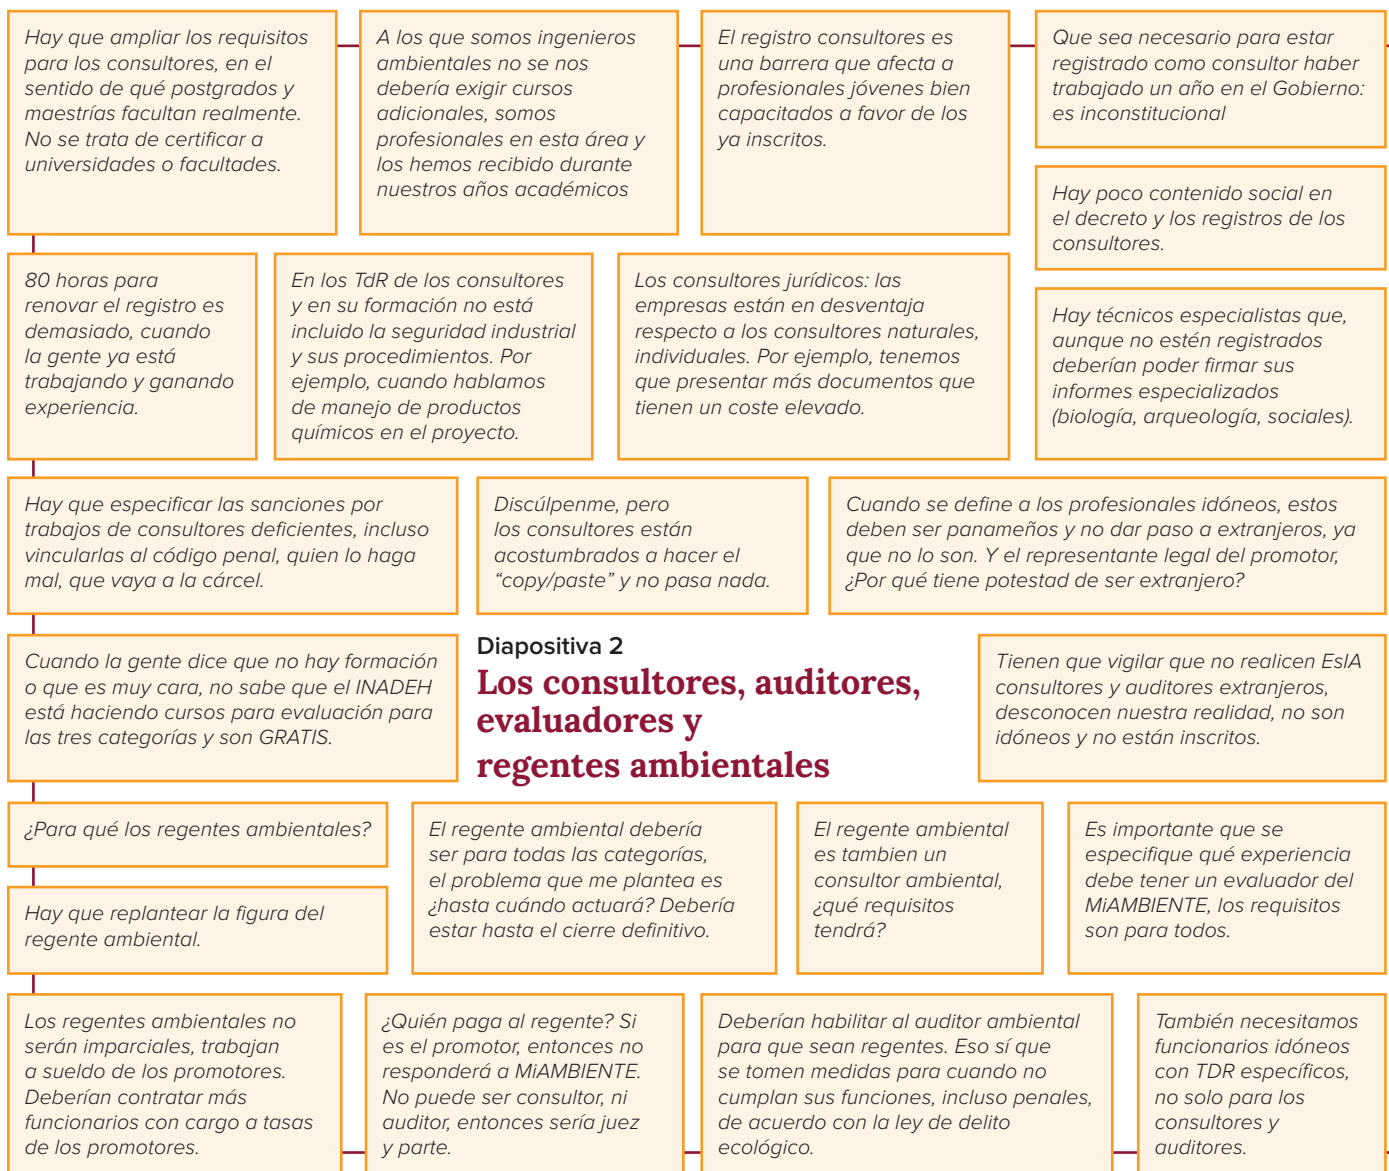 Hay que ampliar los requisitos
para los consultores, en el
sentido de qué postgrados y
maestrías facultan realmente.
No se trata de certificar a
universidades o facultades.
A los que somos ingenieros
ambientales no se nos
debería exigir cursos
adicionales, somos
profesionales en esta área y
los hemos recibido durante
nuestros años académicos
El registro consultores es
una barrera que afecta a
profesionales jóvenes bien
capacitados a favor de los
ya inscritos.
Que sea necesario para estar
registrado como consultor haber
trabajado un año en el Gobierno:
es inconstitucional
Hay poco contenido social en
el decreto y los registros de los
consultores.
80 horas para
renovar el registro es
demasiado, cuando
la gente ya está
trabajando y ganando
experiencia.
En los TdR de los consultores
y en su formación no está
incluido la seguridad industrial
y sus procedimientos. Por
ejemplo, cuando hablamos
de manejo de productos
químicos en el proyecto.
Los consultores jurídicos: las
empresas están en desventaja
respecto a los consultores naturales,
individuales. Por ejemplo, tenemos
que presentar más documentos que
tienen un coste elevado.
Hay técnicos especialistas que,
aunque no estén registrados
deberían poder firmar sus
informes especializados
(biología, arqueología, sociales).
Hay que especificar las sanciones por
trabajos de consultores deficientes, incluso
vincularlas al código penal, quien lo haga
mal, que vaya a la cárcel.
Discúlpenme, pero
los consultores están
acostumbrados a hacer el
“copy/paste” y no pasa nada.
Cuando se define a los profesionales idóneos, estos
deben ser panameños y no dar paso a extranjeros, ya
que no lo son. Y el representante legal del promotor,
¿Por qué tiene potestad de ser extranjero?
Cuando la gente dice que no hay formación
o que es muy cara, no sabe que el INADEH
está haciendo cursos para evaluación para
las tres categorías y son GRATIS.
Diapositiva 2
Los consultores, auditores,
evaluadores y
regentes ambientales
Tienen que vigilar que no realicen EsIA
consultores y auditores extranjeros,
desconocen nuestra realidad, no son
idóneos y no están inscritos.
¿Para qué los regentes ambientales?
Hay que replantear la figura del
regente ambiental.
El regente ambiental debería
ser para todas las categorías,
el problema que me plantea es
¿hasta cuándo actuará? Debería
estar hasta el cierre definitivo.
El regente ambiental
es tambien un
consultor ambiental,
¿qué requisitos
tendrá?
Es importante que se
especifique qué experiencia
debe tener un evaluador del
MiAMBIENTE, los requisitos
son para todos.
Los regentes ambientales no
serán imparciales, trabajan
a sueldo de los promotores.
Deberían contratar más
funcionarios con cargo a tasas
de los promotores.
¿Quién paga al regente? Si
es el promotor, entonces no
responderá a MiAMBIENTE.
No puede ser consultor, ni
auditor, entonces sería juez
y parte.
Deberían habilitar al auditor ambiental
para que sean regentes. Eso sí que
se tomen medidas para cuando no
cumplan sus funciones, incluso penales,
de acuerdo con la ley de delito
ecológico.
También necesitamos
funcionarios idóneos
con TDR específicos,
no solo para los
consultores y
auditores.